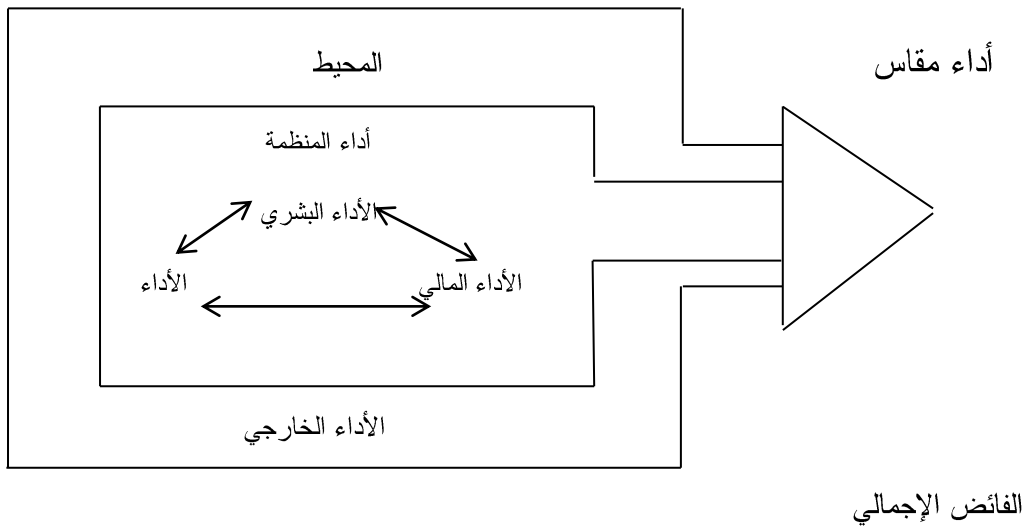 المحيط
أداء مقاس
أداء المنظمة
الأداء البشري
الأداء المالي
الأداء
الأداء الخارجي
الفائض الإجمالي